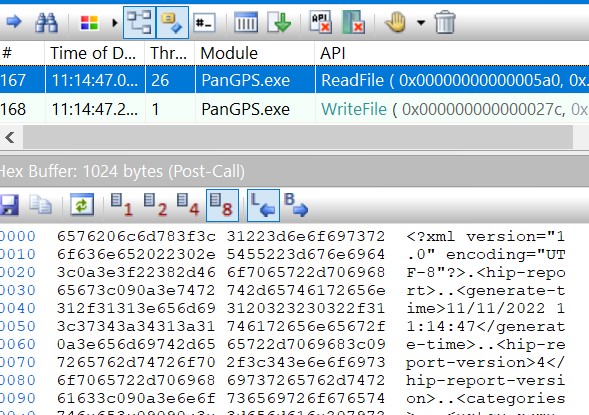 # Time of D... Thr... Module API
167 11:14:47.0... 26 PanGPS.exe ReadFile ( 0x00000000000005a0, 0x.
168 11:14:47.2... 1 PanGPS.exe WriteFile ( 0x000000000000027c, 0x
Hex Buffer: 1024 bytes (Post-Call)
1 2 4 8 L B
0000 6576206c6d783f3c 31223d6e6f697372 <?xml version="1
0010 6f636e652022302e 5455223d676e6964 .0" encoding="UT
0020 3c0a3e3f22382d46 6f7065722d706968 F-8"?>.<hip-repo
0030 65673c090a3e7472 742d65746172656e rt>..<generate-t
0040 312f31313e656d69 3120323230322f31 ime>11/11/2022 1
0050 3c37343a34313a31 746172656e65672f 1:14:47</generat
0060 0a3e656d69742d65 65722d7069683c09 e-time>..<hip-re
0070 7265762d74726f70 2f3c343e6e6f6973 port-version>4</
0080 6f7065722d706968 69737265762d7472 hip-report-versi
0090 61633c090a3e6e6f 736569726f676574 on>..<categories